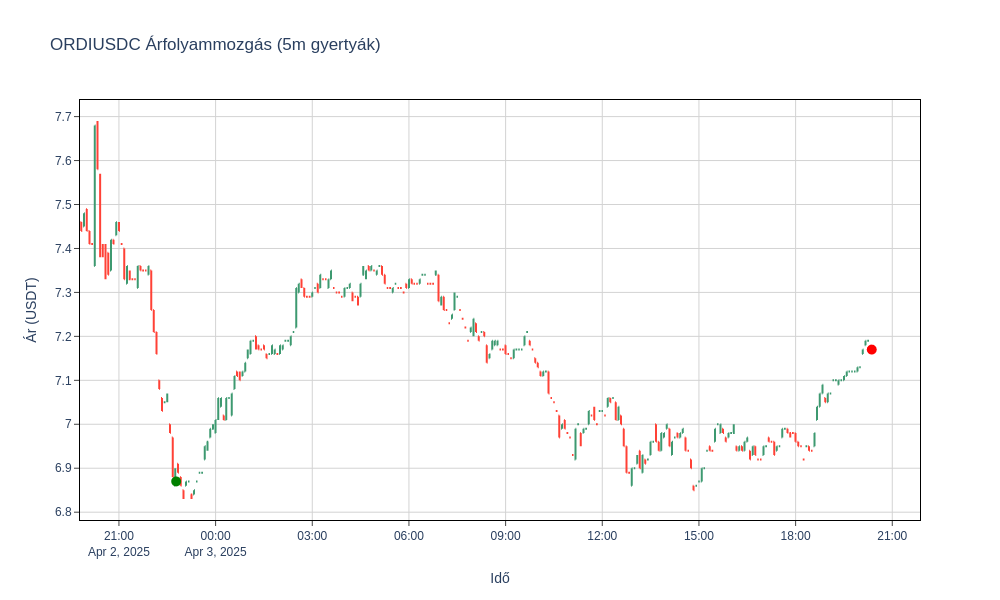 ORDIUSDC Árfolyammozgás (5m gyertyák)
7.7
7.6
7.5
7.4
7.3
7.2
7.1
7
6.9
6.8
Ár (USDT)
21:00 00:00 03:00 06:00 09:00 12:00 15:00 18:00 21:00
Apr 2, 2025 Apr 3, 2025
Idő